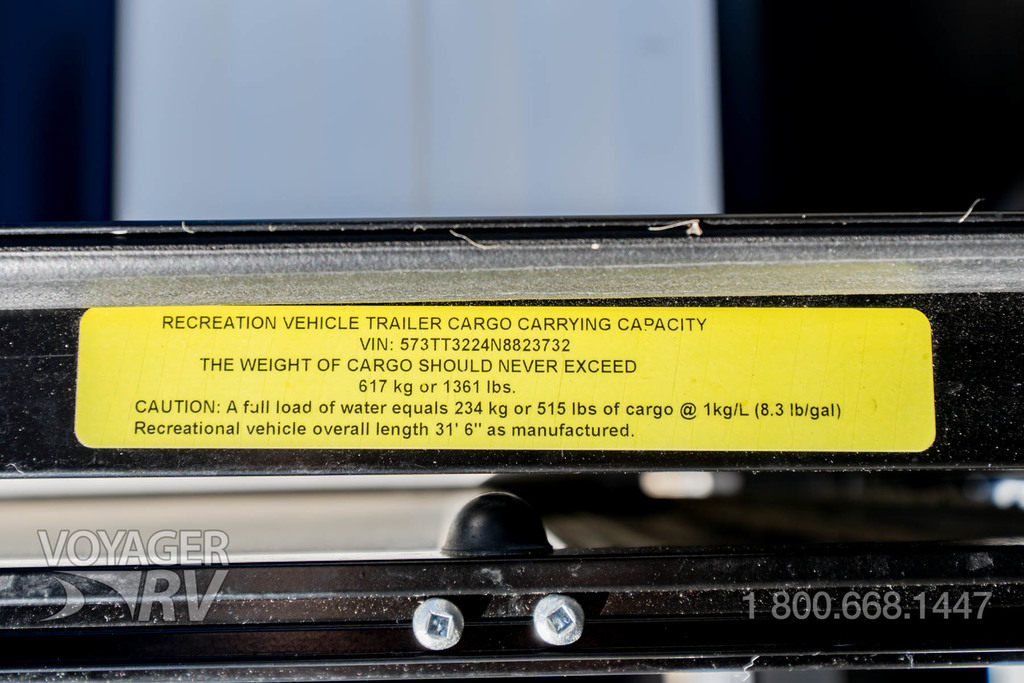 RECREATION VEHICLE TRAILER CARGO CARRYING CAPACITY
VIN: 573TT3224N8823732
THE WEIGHT OF CARGO SHOULD NEVER EXCEED
617 kg or 1361 lbs.
CAUTION: A full load of water equals 234 kg or 515 lbs of cargo @ 1kg/L (8.3 lb/gal)
Recreational vehicle overall length 31' 6" as manufactured.
VOYAGER
RV
1 800.668.1447